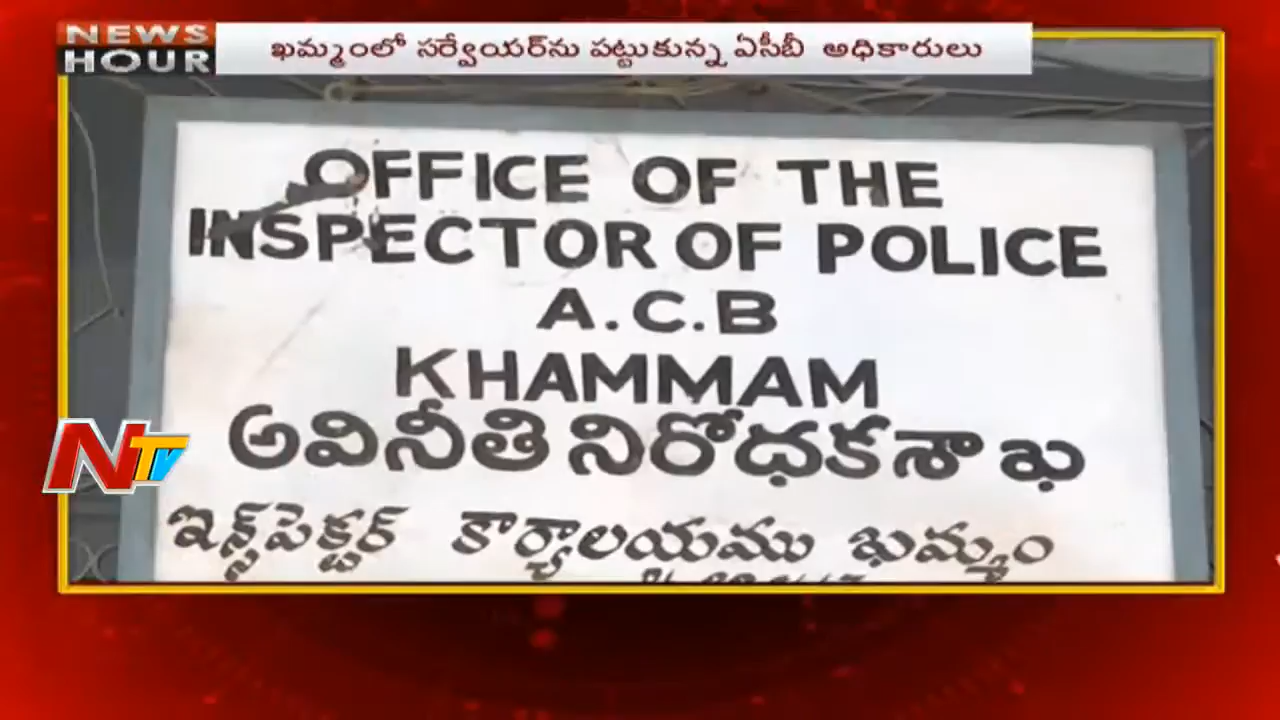 NEWS
HOUR
ఖమ్మంలో సర్వేయర్‌ను పట్టుకున్న ఏసీబీ అధికారులు
OFFICE OF THE
INSPECTOR OF POLICE
A.C.B
KHAMMAM
అవినీతి నిరోధకశాఖ
NTV
ఇన్స్‌పెక్టర్ కార్యాలయము ఖమ్మం